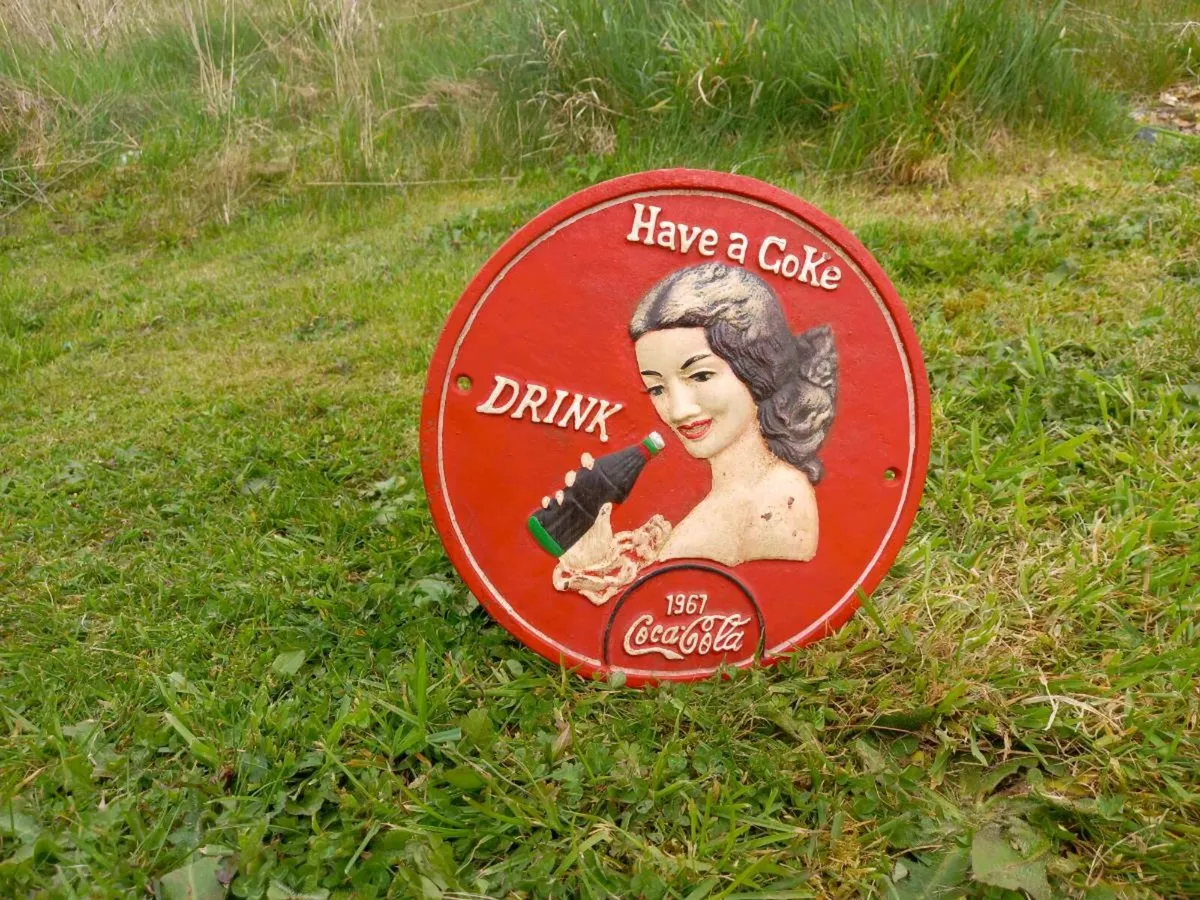 Have a Coke
DRINK
1967
Coca-Cola